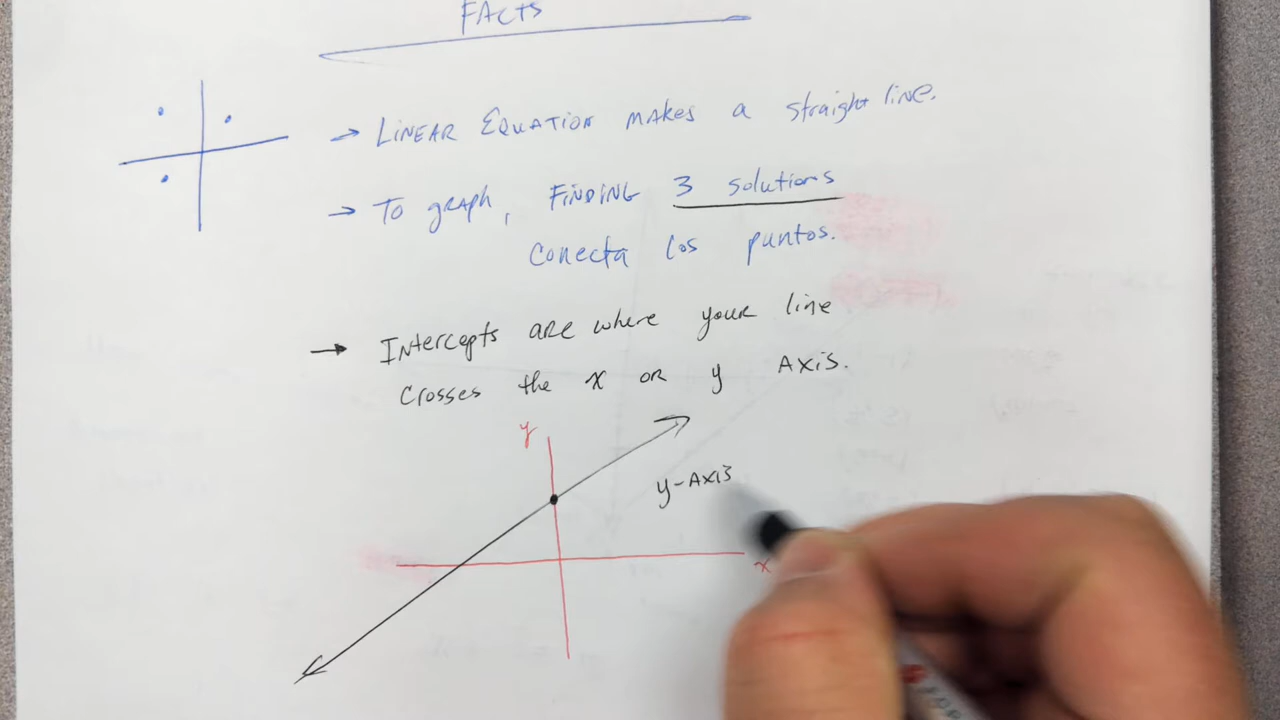 FACTS
→ LINEAR EQUATION MAKES a straight line.
→ To graph, FINDING 3 solutions
Conecta los puntos.
→ Intercepts are where your line
crosses the x or y Axis.
y
y-Axis
x